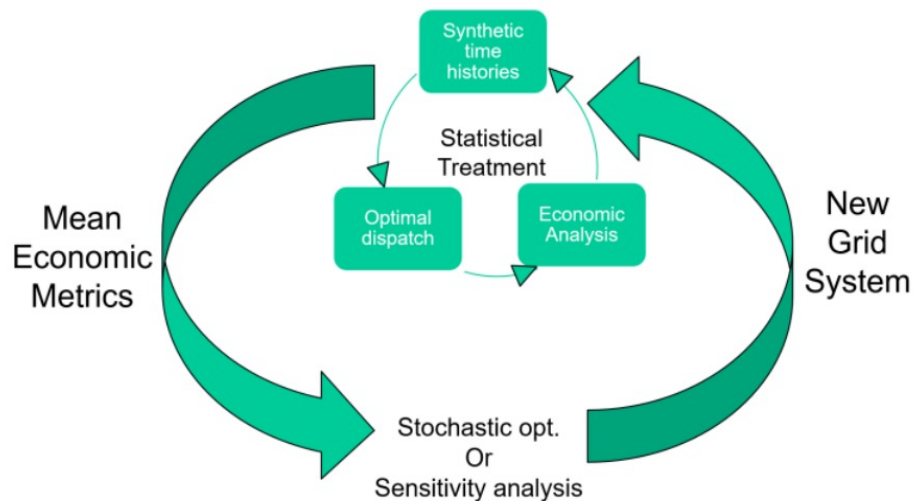 Synthetic
time
histories
Statistical
Treatment
Optimal
dispatch
Economic
Analysis
Mean
Economic
Metrics
New
Grid
System
Stochastic opt.
Or
Sensitivity analysis